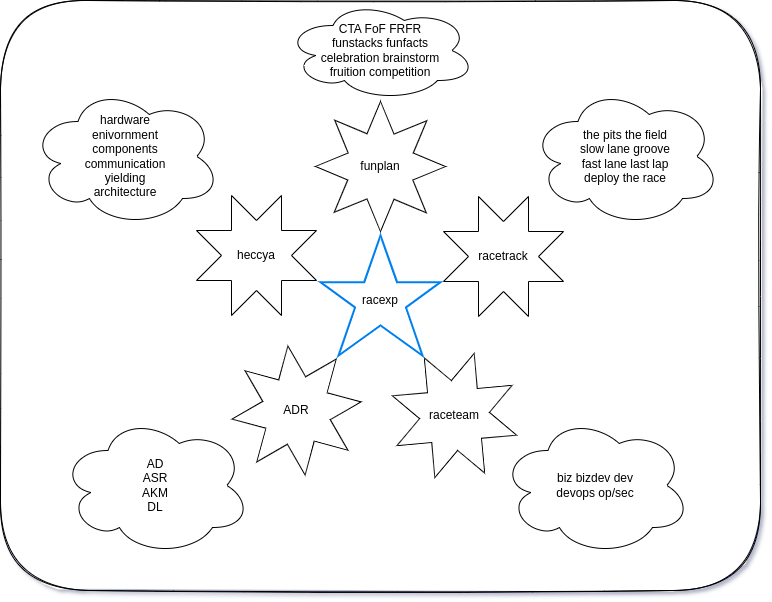 CTA FoF FRFR
funstacks funfacts
celebration brainstorm
fruition competition
hardware
enivornment
components
communication
yielding
architecture
the pits the field
slow lane groove
fast lane last lap
deploy the race
funplan
heccya
racetrack
racexp
ADR
raceteam
AD
ASR
AKM
DL
biz bizdev dev
devops op/sec